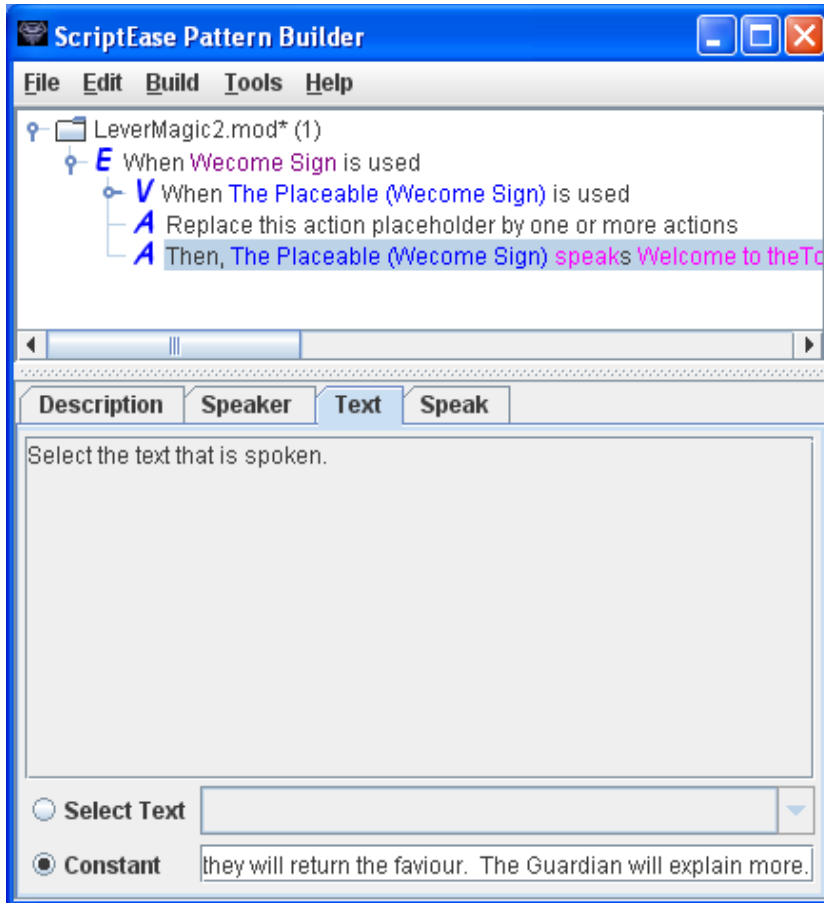 ScriptEase Pattern Builder
File Edit Build Tools Help
LeverMagic2.mod* (1)
E When Wecome Sign is used
V When The Placeable (Wecome Sign) is used
A Replace this action placeholder by one or more actions
A Then, The Placeable (Wecome Sign) speaks Welcome to theTo
Description Speaker Text Speak
Select the text that is spoken.
Select Text
Constant they will return the faviour. The Guardian will explain more.